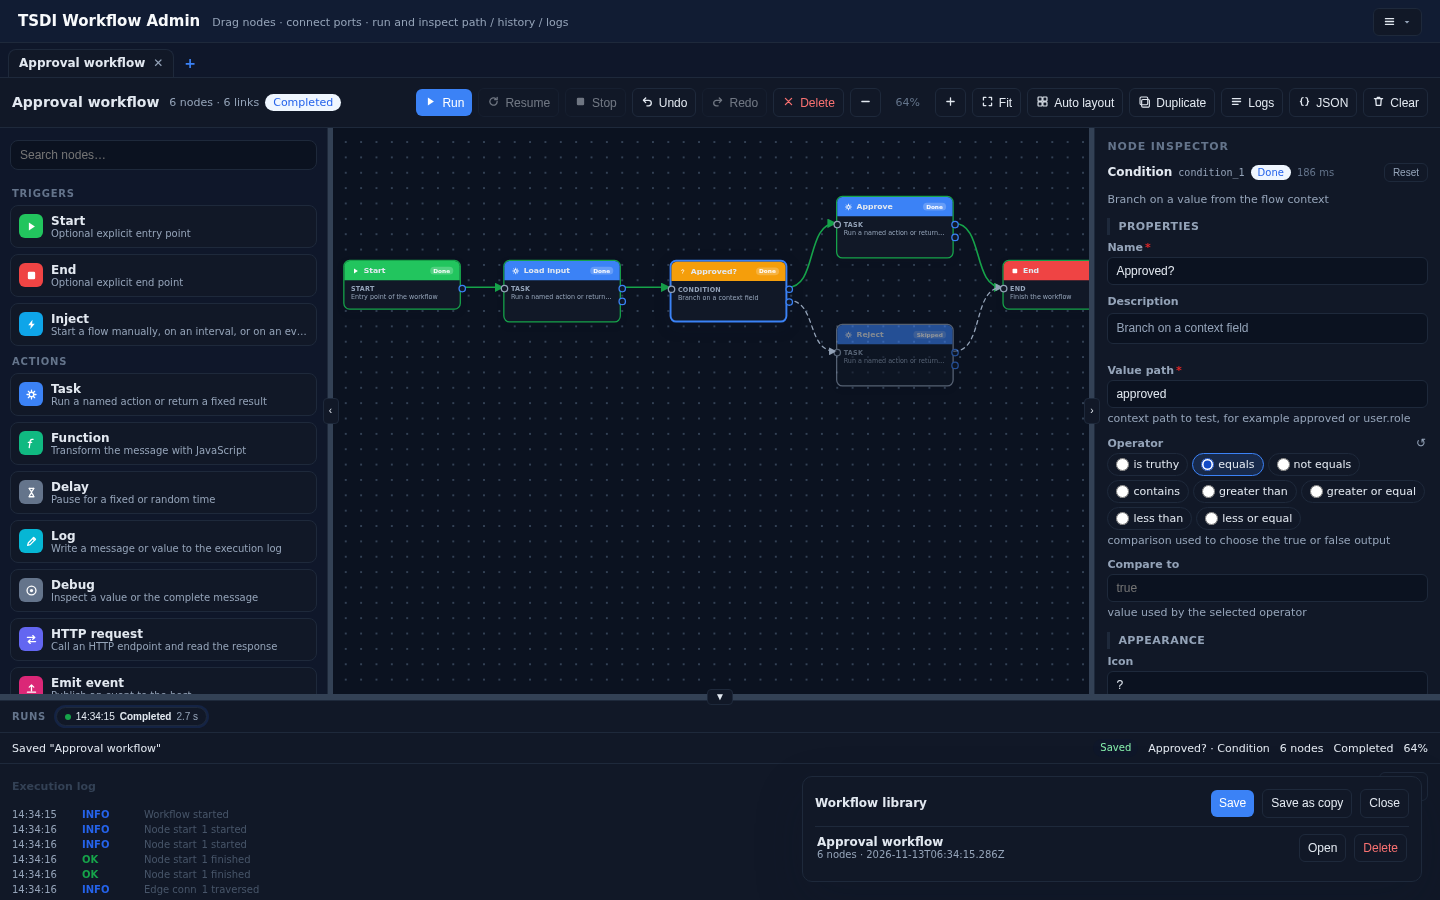 TSDI Workflow Admin Drag nodes · connect ports · run and inspect path / history / logs
Approval workflow ✕ +
Approval workflow 6 nodes · 6 links Completed Run Resume Stop Undo Redo Delete 64% Fit Auto layout Duplicate Logs JSON Clear
Search nodes…
TRIGGERS
Start
Optional explicit entry point
End
Optional explicit end point
Inject
Start a flow manually, on an interval, or on an ev…
ACTIONS
Task
Run a named action or return a fixed result
Function
Transform the message with JavaScript
Delay
Pause for a fixed or random time
Log
Write a message or value to the execution log
Debug
Inspect a value or the complete message
HTTP request
Call an HTTP endpoint and read the response
Emit event
Start Done
START
Entry point of the workflow
Load input Done
TASK
Run a named action or return…
? Approved? Done
CONDITION
Branch on a context field
Approve Done
TASK
Run a named action or return…
Reject Skipped
TASK
Run a named action or return…
End
END
Finish the workflow
NODE INSPECTOR
Condition condition_1 Done 186 ms Reset
Branch on a value from the flow context
PROPERTIES
Name *
Approved?
Description
Branch on a context field
Value path *
approved
context path to test, for example approved or user.role
Operator
is truthy equals not equals
contains greater than greater or equal
less than less or equal
comparison used to choose the true or false output
Compare to
true
value used by the selected operator
APPEARANCE
Icon
?
RUNS 14:34:15 Completed 2.7 s
Saved "Approval workflow" Saved Approved? · Condition 6 nodes Completed 64%
Execution log
14:34:15 INFO Workflow started
14:34:16 INFO Node start_1 started
14:34:16 INFO Node start_1 started
14:34:16 OK Node start_1 finished
14:34:16 OK Node start_1 finished
14:34:16 INFO Edge conn_1 traversed
Workflow library Save Save as copy Close
Approval workflow
6 nodes · 2026-11-13T06:34:15.286Z
Open Delete